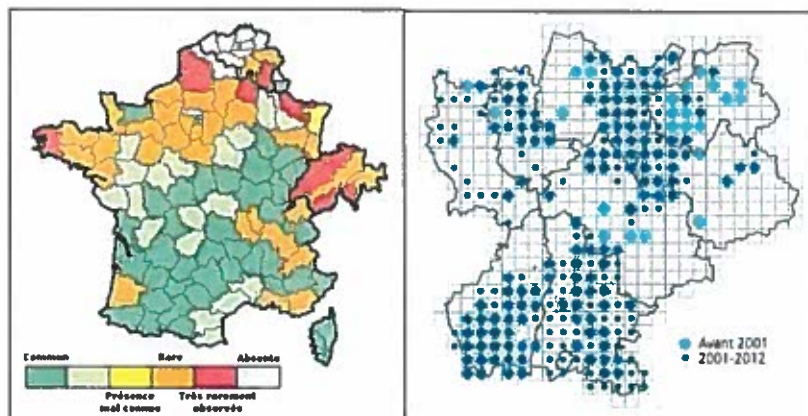 Commun Rare Absente
Présence Très rarement
mal connue observée
Avant 2001
2001-2012